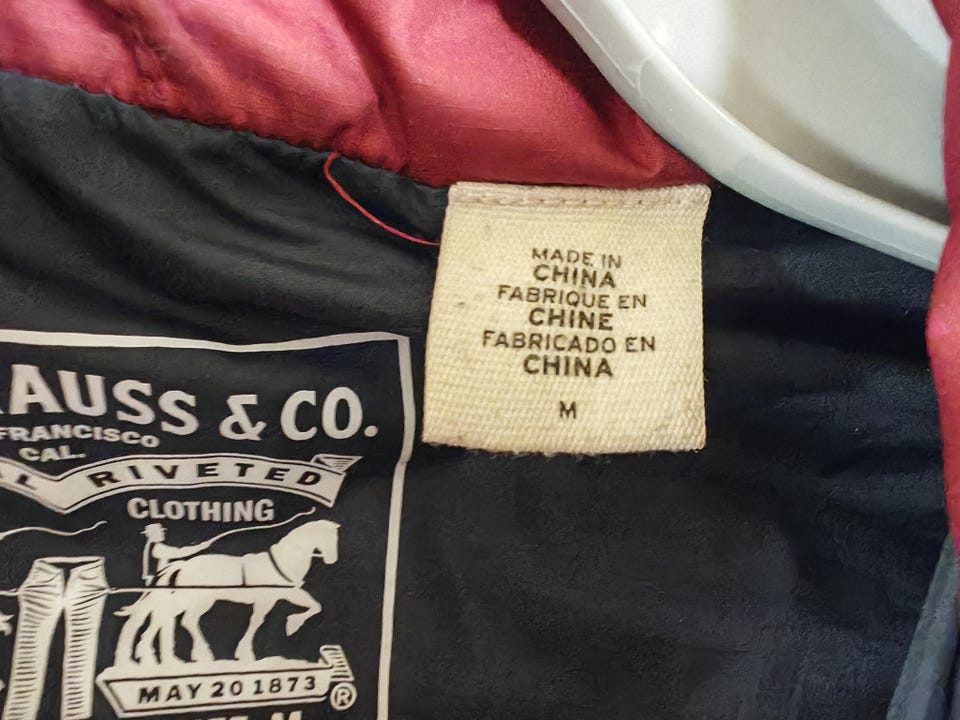 MADE IN
CHINA
FABRIQUE EN
CHINE
FABRICADO EN
CHINA
M
AUSS & CO.
FRANCISCO
CAL.
L RIVETED
CLOTHING
MAY 20 1873
®